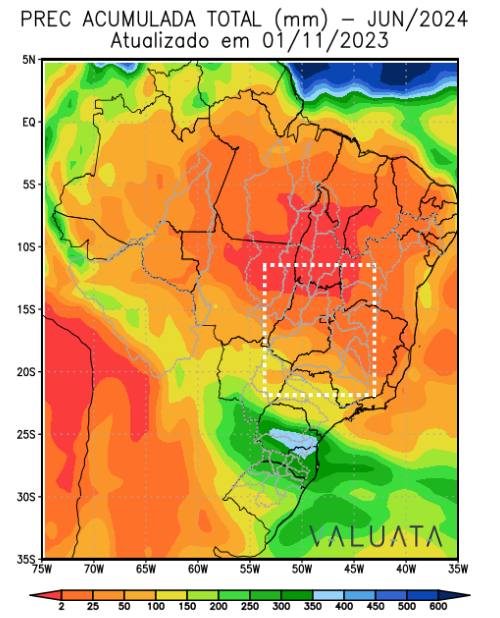 PREC ACUMULADA TOTAL (mm) – JUN/2024
Atualizado em 01/11/2023
5N
EQ
5S
10S
15S
20S
25S
30S
35S
VALUATA
75W 70W 65W 60W 55W 50W 45W 40W 35W
2 25 50 100 150 200 250 300 350 400 450 500 600